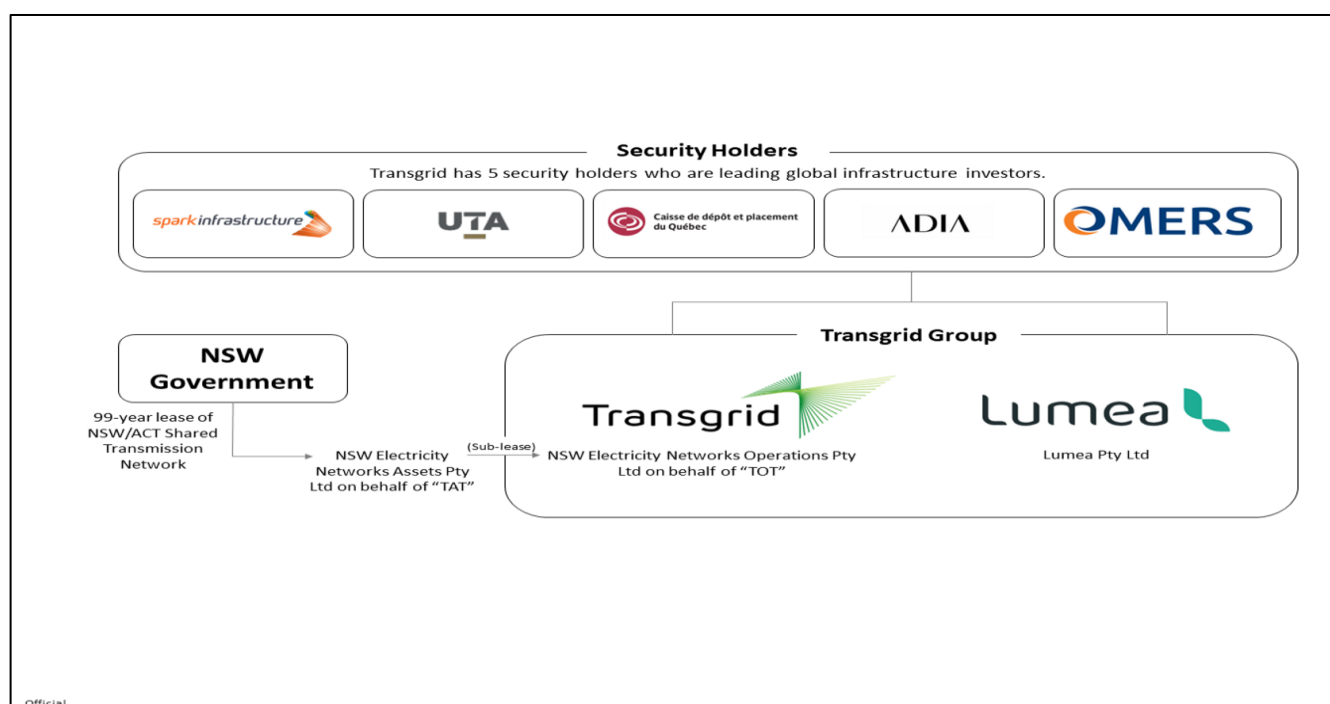 Security Holders
Transgrid has 5 security holders who are leading global infrastructure investors.
sparkinfrastructure
UTA
Caisse de dépôt et placement
du Québec
ADIA
OMERS
NSW
Government
99-year lease of
NSW/ACT Shared
Transmission
Network
NSW Electricity
Networks Assets Pty
Ltd on behalf of “TAT”
(Sub-lease)
Transgrid Group
Transgrid
NSW Electricity Networks Operations Pty
Ltd on behalf of “TOT”
Lumea
Lumea Pty Ltd
Official